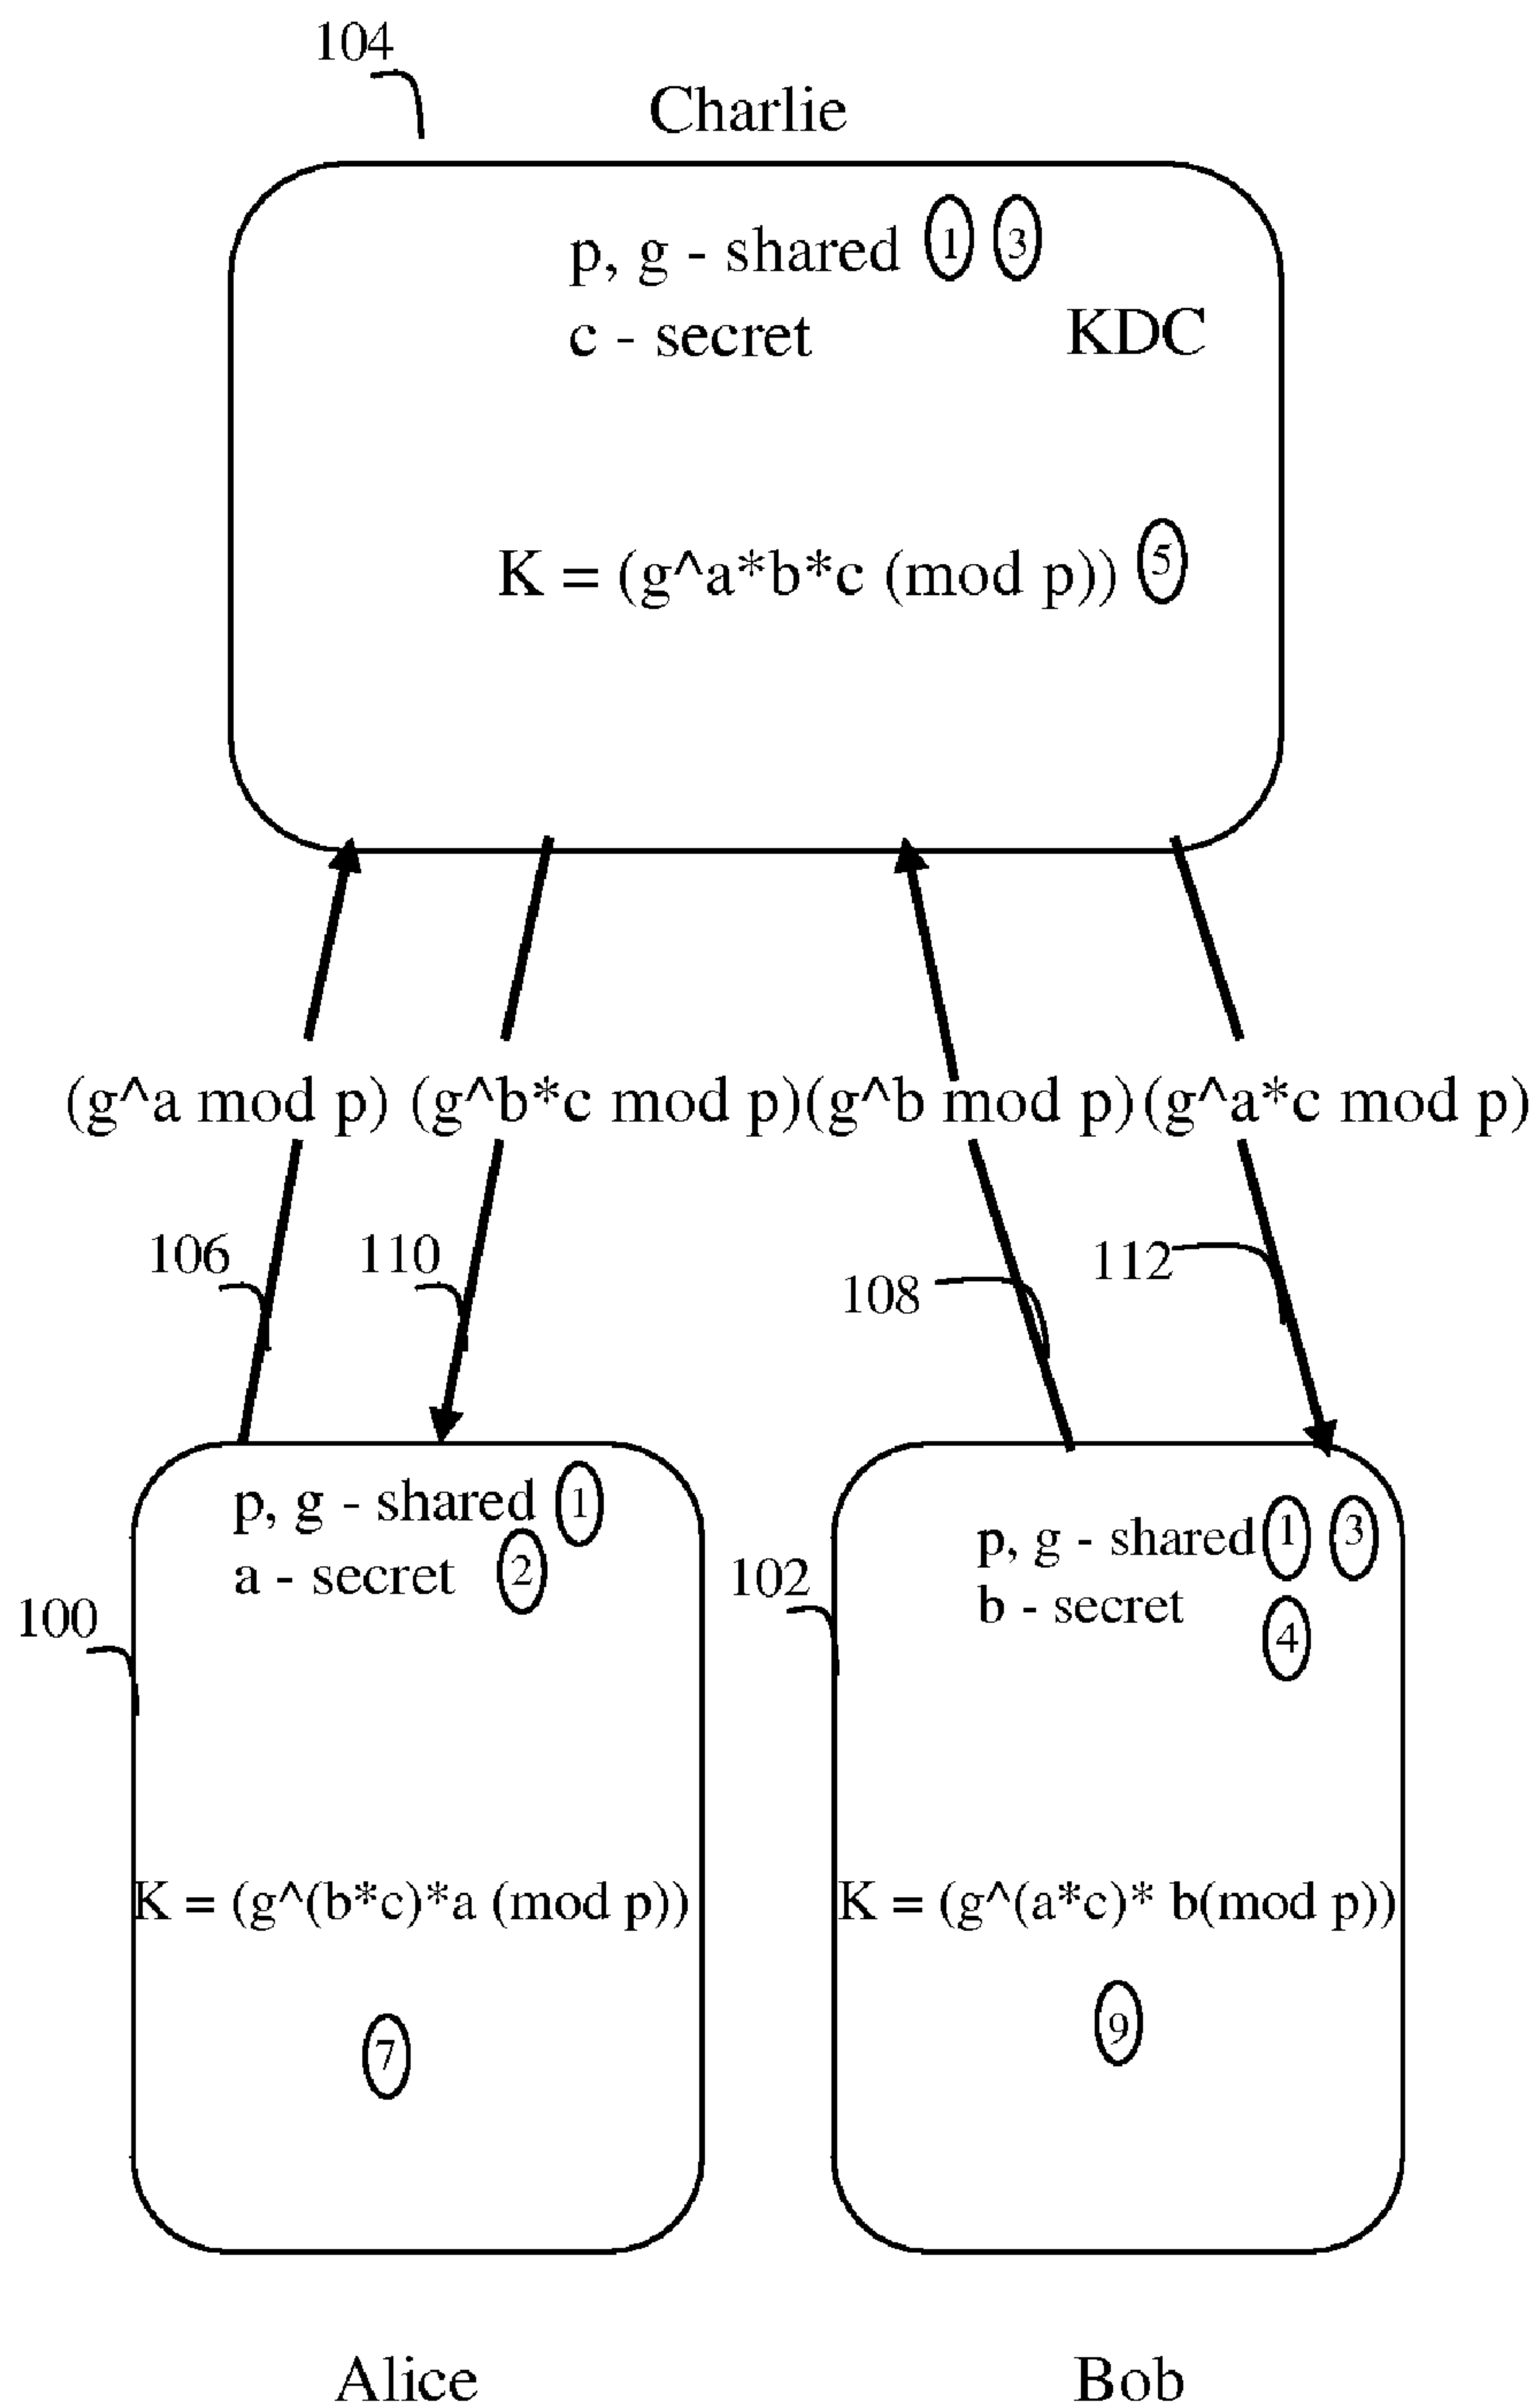 104
Charlie
p, g - shared 1 3
c - secret
KDC
K = (g^a*b*c (mod p)) 5
(g^a mod p) (g^b*c mod p)(g^b mod p)(g^a*c mod p)
106
110
108
112
100
p, g - shared 1
a - secret 2
K = (g^(b*c)*a (mod p))
7
102
p, g - shared 1 3
b - secret
4
K = (g^(a*c)* b(mod p))
9
Alice
Bob